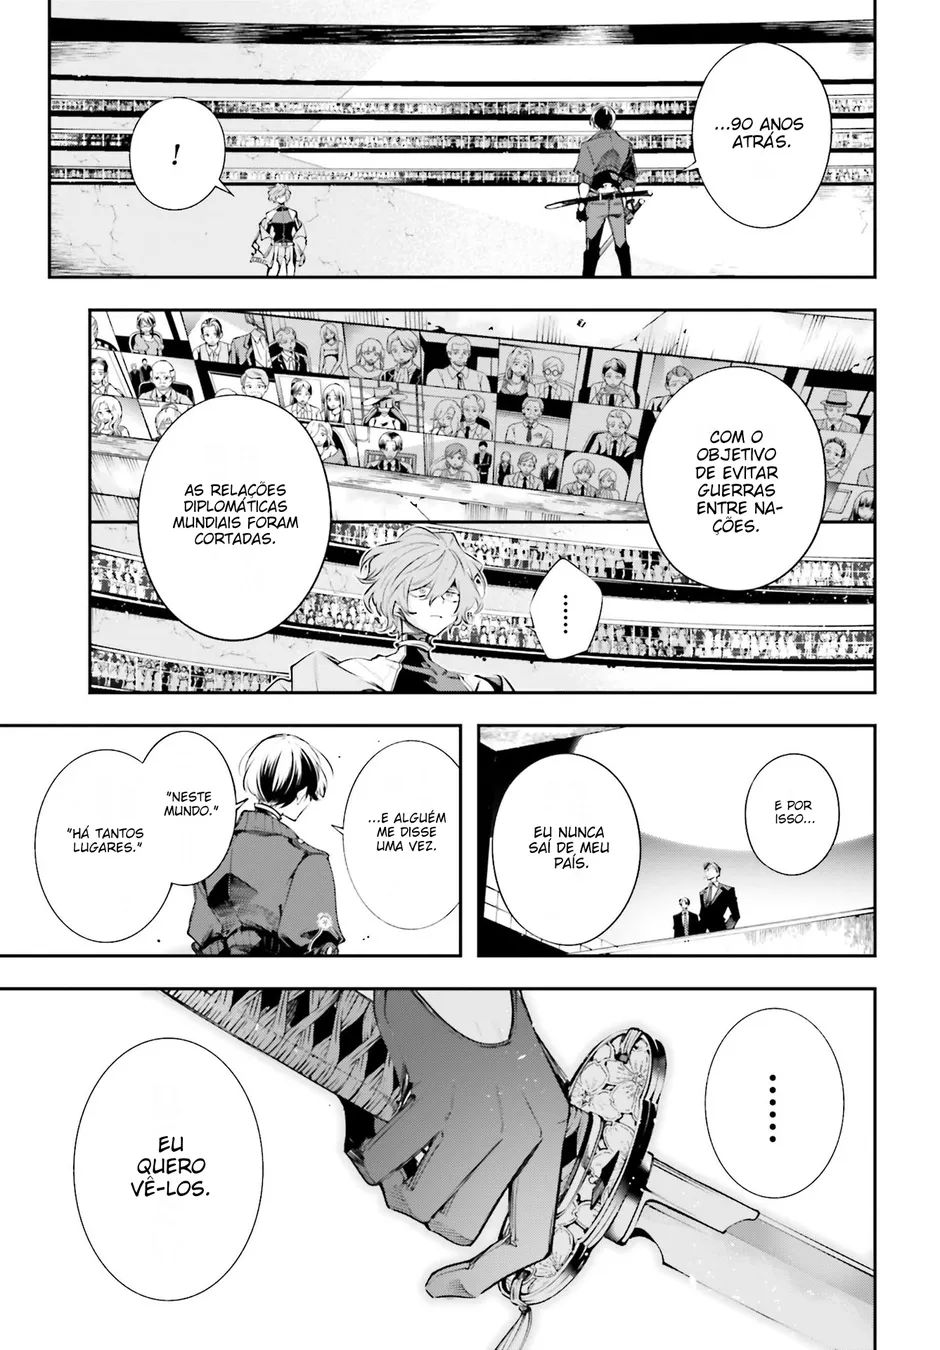 ...90 ANOS
ATRÁS.
!
COM O
OBJETIVO
DE EVITAR
GUERRAS
ENTRE NA-
ÇÕES.
AS RELAÇÕES
DIPLOMÁTICAS
MUNDIAIS FORAM
CORTADAS.
......
E POR
ISSO...
EU NUNCA
SAÍ DE MEU
PAÍS.
...E ALGUÉM
ME DISSE
UMA VEZ.
"NESTE
MUNDO."
"HÁ TANTOS
LUGARES."
......
EU
QUERO
VÊ-LOS.